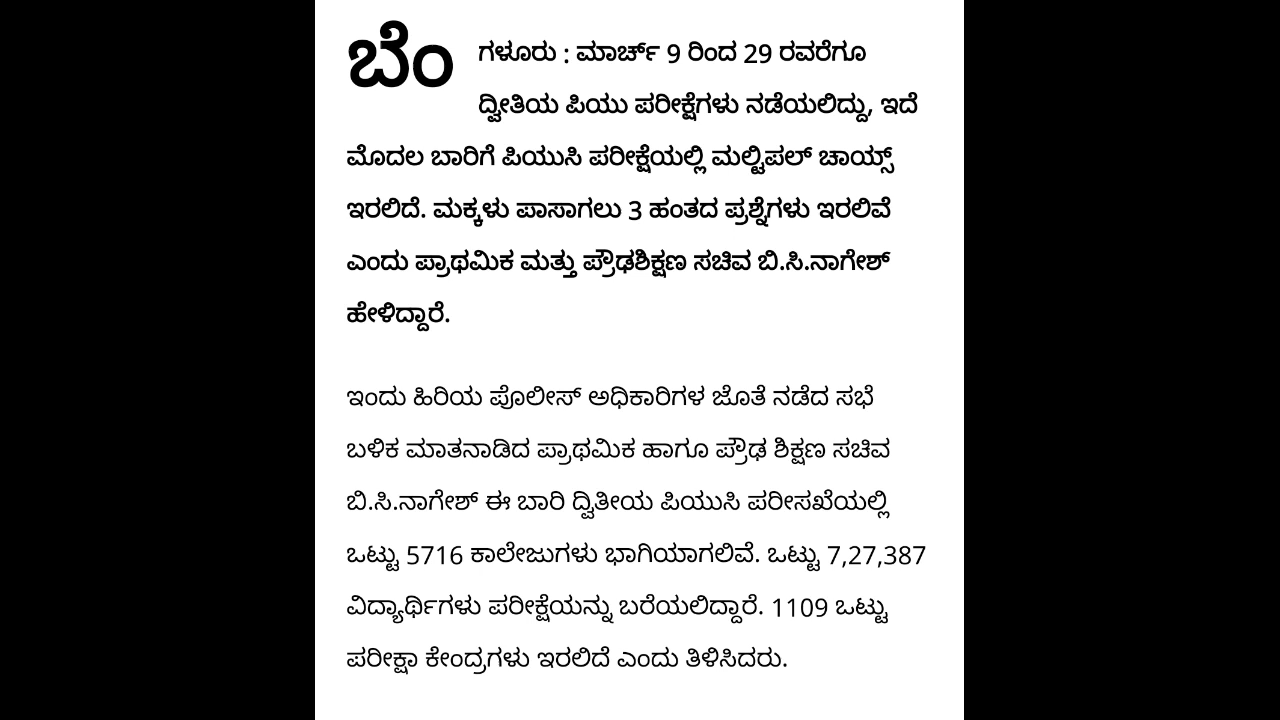 ಬೆಂಗಳೂರು : ಮಾರ್ಚ್ 9 ರಿಂದ 29 ರವರೆಗೂ
ದ್ವೀತಿಯ ಪಿಯು ಪರೀಕ್ಷೆಗಳು ನಡೆಯಲಿದ್ದು, ಇದೆ
ಮೊದಲ ಬಾರಿಗೆ ಪಿಯುಸಿ ಪರೀಕ್ಷೆಯಲ್ಲಿ ಮಲ್ಟಿಪಲ್ ಚಾಯ್ಸ್
ಇರಲಿದೆ. ಮಕ್ಕಳು ಪಾಸಾಗಲು 3 ಹಂತದ ಪ್ರಶ್ನೆಗಳು ಇರಲಿವೆ
ಎಂದು ಪ್ರಾಥಮಿಕ ಮತ್ತು ಪ್ರೌಢಶಿಕ್ಷಣ ಸಚಿವ ಬಿ.ಸಿ.ನಾಗೇಶ್
ಹೇಳಿದ್ದಾರೆ.
ಇಂದು ಹಿರಿಯ ಪೊಲೀಸ್ ಅಧಿಕಾರಿಗಳ ಜೊತೆ ನಡೆದ ಸಭೆ
ಬಳಿಕ ಮಾತನಾಡಿದ ಪ್ರಾಥಮಿಕ ಹಾಗೂ ಪ್ರೌಢ ಶಿಕ್ಷಣ ಸಚಿವ
ಬಿ.ಸಿ.ನಾಗೇಶ್ ಈ ಬಾರಿ ದ್ವಿತೀಯ ಪಿಯುಸಿ ಪರೀಸಖೆಯಲ್ಲಿ
ಒಟ್ಟು 5716 ಕಾಲೇಜುಗಳು ಭಾಗಿಯಾಗಲಿವೆ. ಒಟ್ಟು 7,27,387
ವಿದ್ಯಾರ್ಥಿಗಳು ಪರೀಕ್ಷೆಯನ್ನು ಬರೆಯಲಿದ್ದಾರೆ. 1109 ಒಟ್ಟು
ಪರೀಕ್ಷಾ ಕೇಂದ್ರಗಳು ಇರಲಿದೆ ಎಂದು ತಿಳಿಸಿದರು.